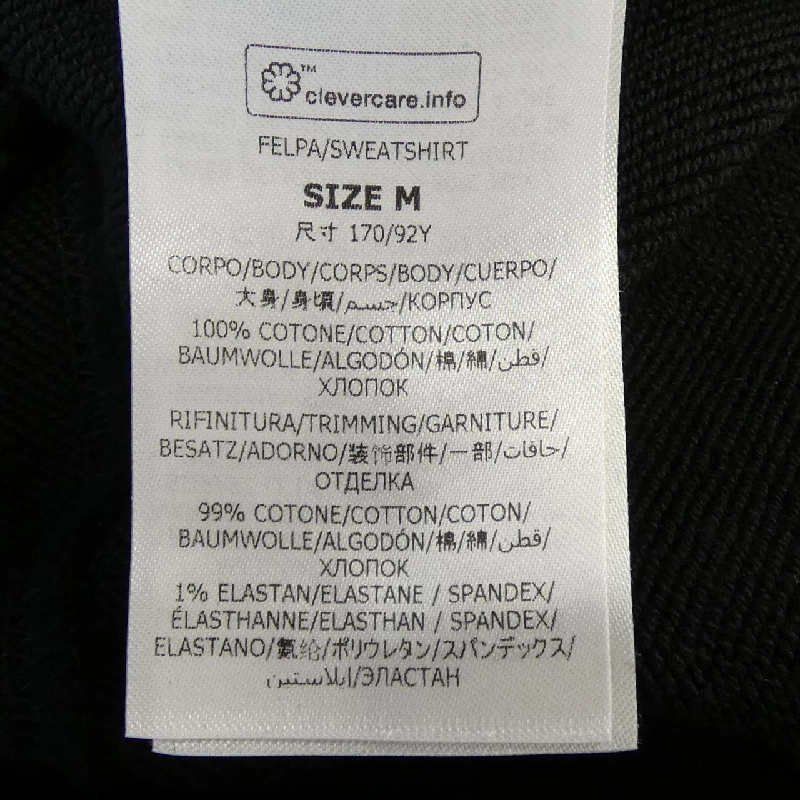 ™
clevercare.info
FELPA/SWEATSHIRT
SIZE M
尺寸 170/92Y
CORPO/BODY/CORPS/BODY/CUERPO/
大身/身頃/جسم/КОРПУС
100% COTONE/COTTON/COTON/
BAUMWOLLE/ALGODÓN/棉/綿/قطن/
ХЛОПОК
RIFINITURA/TRIMMING/GARNITURE/
BESATZ/ADORNO/装饰部件/一部/حافات/
ОТДЕЛКА
99% COTONE/COTTON/COTON/
BAUMWOLLE/ALGODÓN/棉/綿/قطن/
ХЛОПОК
1% ELASTAN/ELASTANE / SPANDEX/
ÉLASTHANNE/ELASTHAN / SPANDEX/
ELASTANO/氨纶/ポリウレタン/スパンデックス/
ايلاستين/ЭЛАСТАН